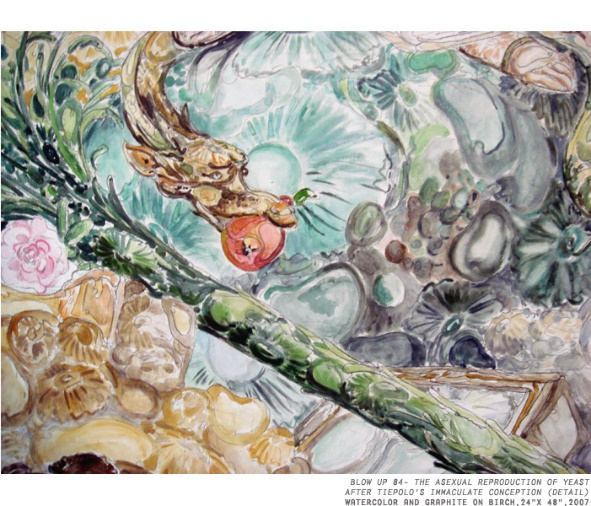 BLOW UP #4- THE ASEXUAL REPRODUCTION OF YEAST
AFTER TIEPOLO'S IMMACULATE CONCEPTION (DETAIL)
WATERCOLOR AND GRAPHITE ON BIRCH,24"X 48",2007